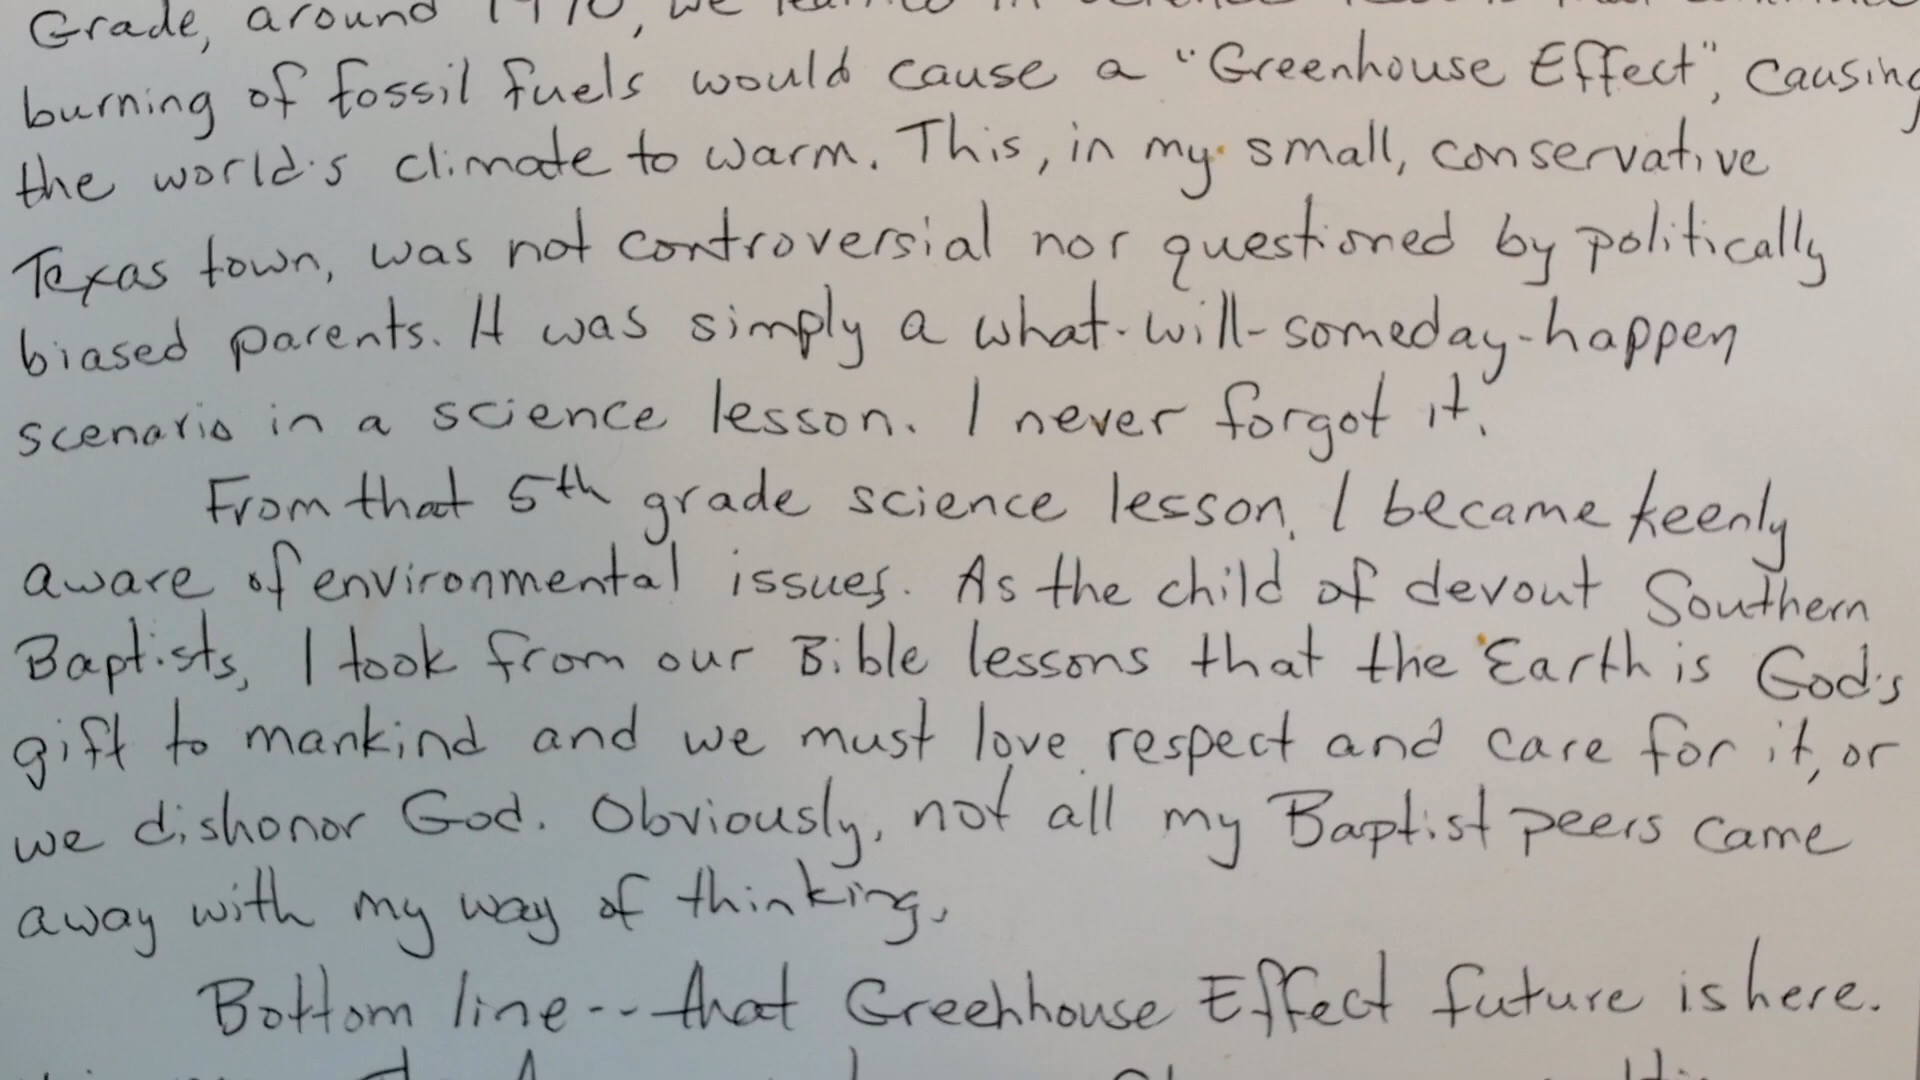 Grade, around 1970, we learned in
burning of fossil fuels would cause a "Greenhouse Effect", causing
the world's climate to warm. This, in my small, conservative
Texas town, was not controversial nor questioned by politically
biased parents. It was simply a what-will-someday-happen
scenario in a science lesson. I never forgot it.
From that 5th grade science lesson, I became keenly
aware of environmental issues. As the child of devout Southern
Baptists, I took from our Bible lessons that the Earth is God's
gift to mankind and we must love, respect and care for it, or
we dishonor God. Obviously, not all my Baptist peers came
away with my way of thinking.
Bottom line--that Greehhouse Effect future is here.